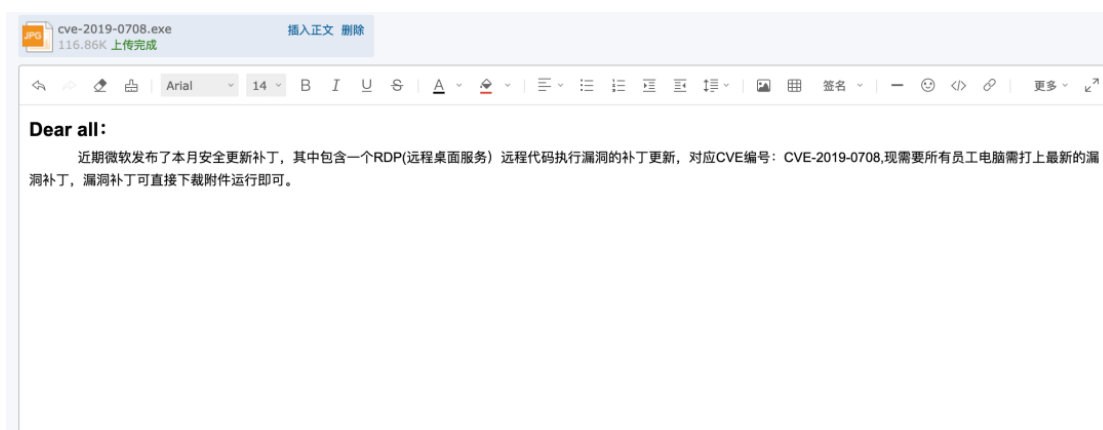 JPG
cve-2019-0708.exe 插入正文 删除
116.86K 上传完成
Arial 14 B I U S A 签名 更多
Dear all：
近期微软发布了本月安全更新补丁，其中包含一个RDP(远程桌面服务）远程代码执行漏洞的补丁更新，对应CVE编号：CVE-2019-0708,现需要所有员工电脑需打上最新的漏
洞补丁，漏洞补丁可直接下载附件运行即可。